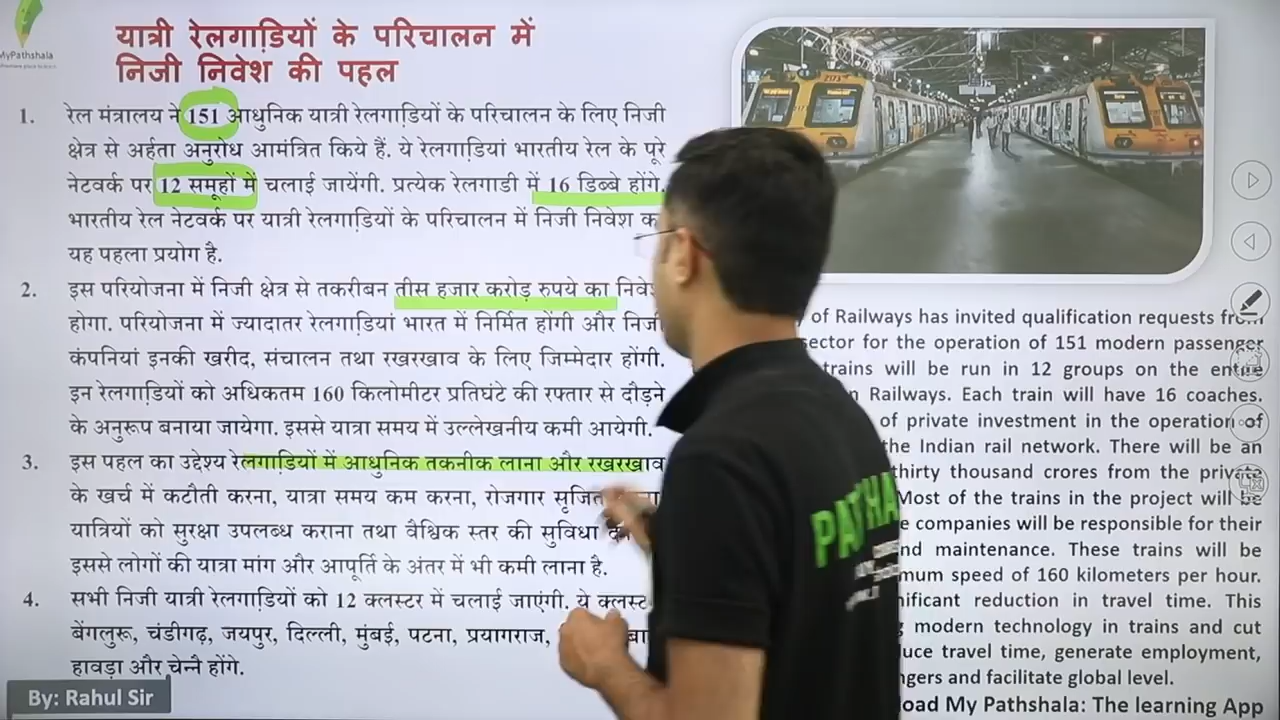 MyPathshala
यात्री रेलगाड़ियों के परिचालन में
निजी निवेश की पहल
1. रेल मंत्रालय ने 151 आधुनिक यात्री रेलगाड़ियों के परिचालन के लिए निजी
क्षेत्र से अर्हता अनुरोध आमंत्रित किये हैं. ये रेलगाड़ियां भारतीय रेल के पूरे
नेटवर्क पर 12 समूहों में चलाई जायेंगी. प्रत्येक रेलगाडी में 16 डिब्बे होंगे.
भारतीय रेल नेटवर्क पर यात्री रेलगाड़ियों के परिचालन में निजी निवेश
यह पहला प्रयोग है.
2. इस परियोजना में निजी क्षेत्र से तकरीबन तीस हजार करोड़ रुपये का
होगा. परियोजना में ज्यादातर रेलगाड़ियां भारत में निर्मित होंगी और निजी
कंपनियां इनकी खरीद, संचालन तथा रखरखाव के लिए जिम्मेदार होंगी.
इन रेलगाड़ियों को अधिकतम 160 किलोमीटर प्रतिघंटे की रफ्तार से दौड़ने
के अनुरूप बनाया जायेगा. इससे यात्रा समय में उल्लेखनीय कमी आयेगी.
3. इस पहल का उद्देश्य रेलगाड़ियों में आधुनिक तकनीक लाना और रखरखाव
के खर्च में कटौती करना, यात्रा समय कम करना, रोजगार
यात्रियों को सुरक्षा उपलब्ध कराना तथा वैश्विक स्तर की सुविधा
इससे लोगों की यात्रा मांग और आपूर्ति के अंतर में भी कमी लाना है.
4. सभी निजी यात्री रेलगाड़ियों को 12 क्लस्टर में चलाई जाएंगी. ये
बेंगलुरू, चंडीगढ़, जयपुर, दिल्ली, मुंबई, पटना, प्रयागराज,
हावड़ा और चेन्नै होंगे.
By: Rahul Sir
2173
of Railways has invited qualification requests from
sector for the operation of 151 modern passenger
trains will be run in 12 groups on the entire
Railways. Each train will have 16 coaches.
of private investment in the operation of
the Indian rail network. There will be an
thirty thousand crores from the private
Most of the trains in the project will be
companies will be responsible for their
and maintenance. These trains will be
speed of 160 kilometers per hour.
reduction in travel time. This
modern technology in trains and cut
travel time, generate employment,
and facilitate global level.
My Pathshala: The learning App